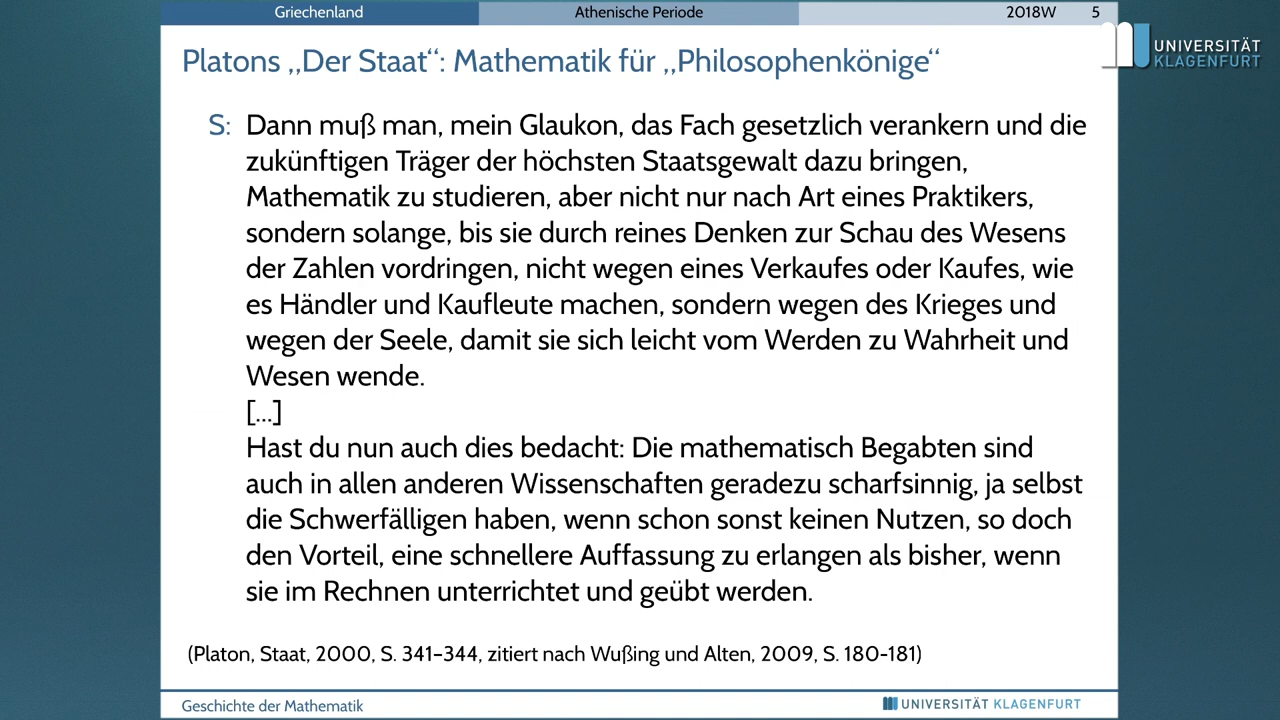 Griechenland Athenische Periode 2018W 5
UNIVERSITÄT
KLAGENFURT
Platons „Der Staat“: Mathematik für „Philosophenkönige“
S: Dann muß man, mein Glaukon, das Fach gesetzlich verankern und die
zukünftigen Träger der höchsten Staatsgewalt dazu bringen,
Mathematik zu studieren, aber nicht nur nach Art eines Praktikers,
sondern solange, bis sie durch reines Denken zur Schau des Wesens
der Zahlen vordringen, nicht wegen eines Verkaufes oder Kaufes, wie
es Händler und Kaufleute machen, sondern wegen des Krieges und
wegen der Seele, damit sie sich leicht vom Werden zu Wahrheit und
Wesen wende.
[...]
Hast du nun auch dies bedacht: Die mathematisch Begabten sind
auch in allen anderen Wissenschaften geradezu scharfsinnig, ja selbst
die Schwerfälligen haben, wenn schon sonst keinen Nutzen, so doch
den Vorteil, eine schnellere Auffassung zu erlangen als bisher, wenn
sie im Rechnen unterrichtet und geübt werden.
(Platon, Staat, 2000, S. 341–344, zitiert nach Wußing und Alten, 2009, S. 180-181)
Geschichte der Mathematik UNIVERSITÄT KLAGENFURT